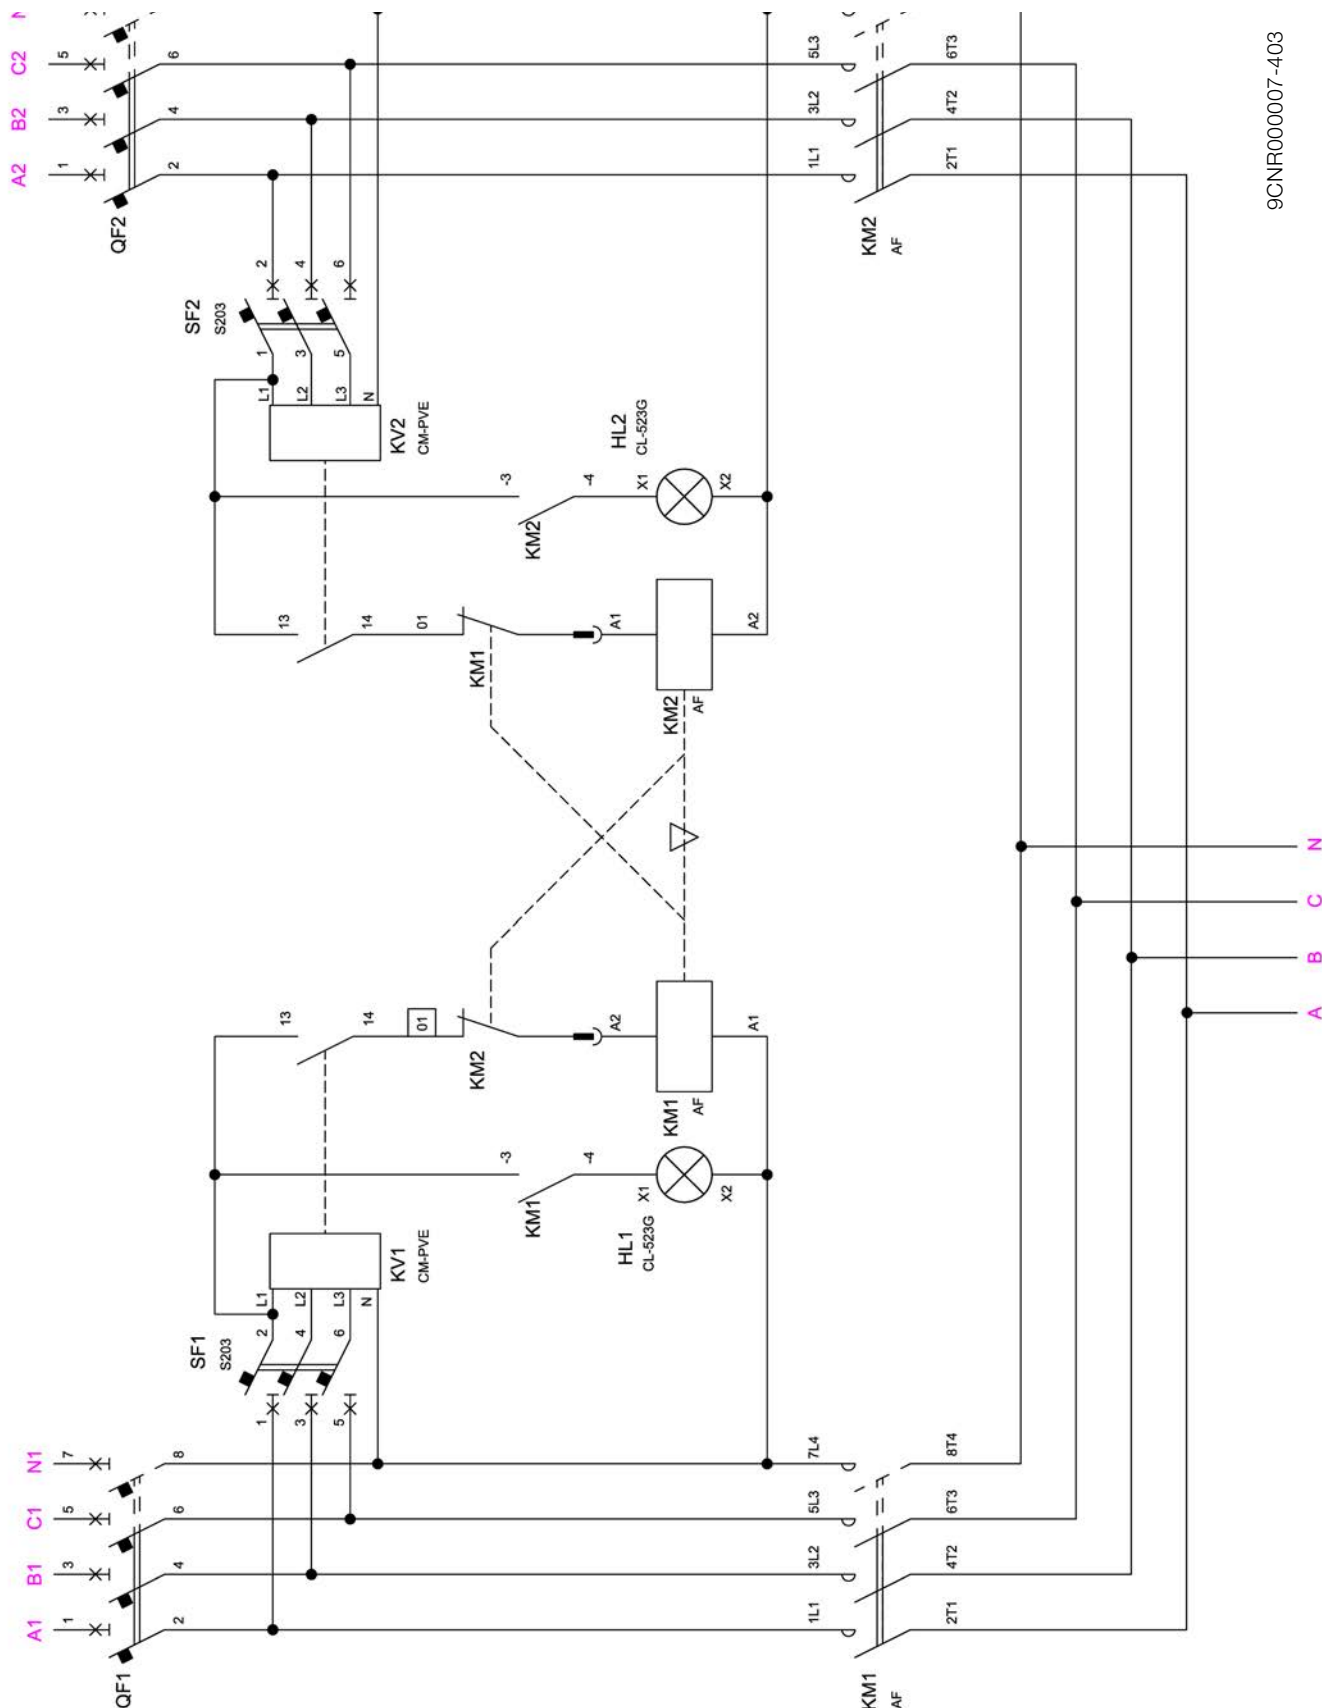 A1 B1 C1 N1 A2 B2 C2
1 3 5 7 1 3 5
QF1 QF2
2 4 6 8 2 4 6
SF1 SF2
S203 S203
1 2 L1 L1 1 2
13 13
3 4 L2 L2 3 4
5 6 L3 L3 5 6
N 14 14 N
KV1 KV2
CM-PVE 01 01 CM-PVE
KM2 KM1
-3 -3
KM1 KM2
-4 -4
HL1 A2 A1 HL2
CL-523G X1 X1 CL-523G
KM1 KM2
AF AF
X2 X2
A1 A2
1L1 3L2 5L3 7L4 1L1 3L2 5L3
KM1 KM2
AF AF
2T1 4T2 6T3 8T4 2T1 4T2 6T3
9CNR000007-403
A B C N